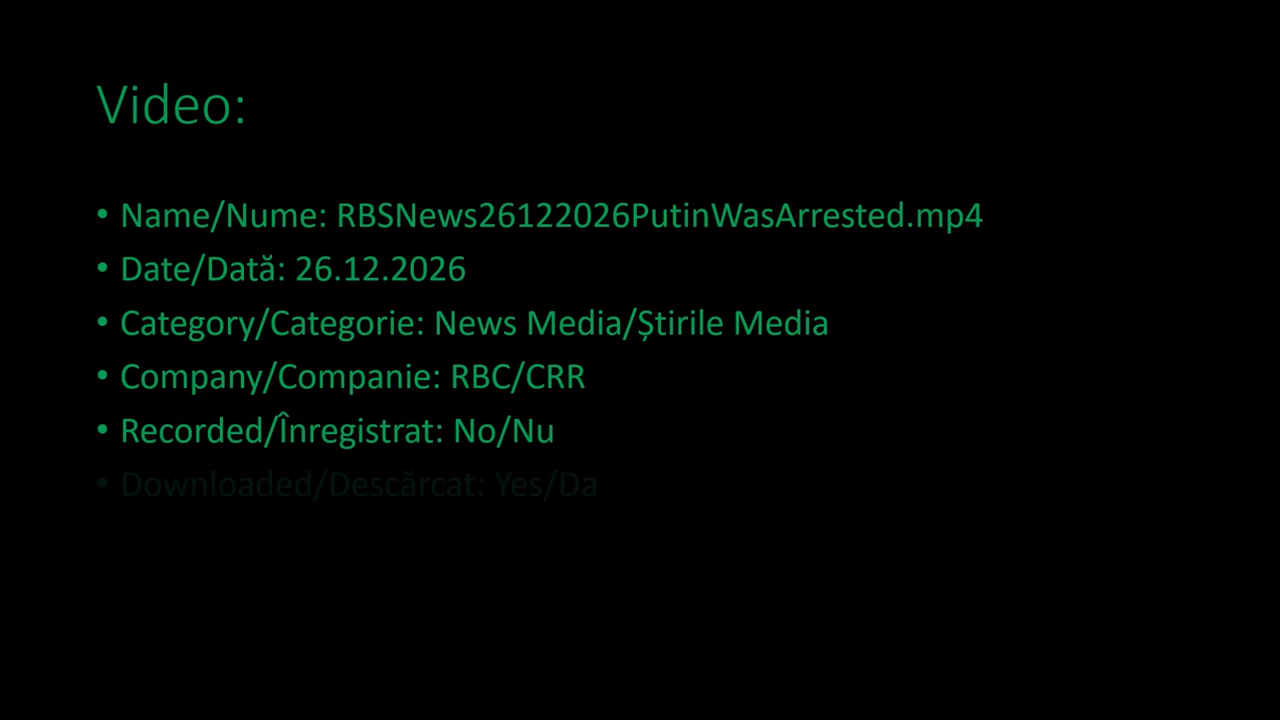 Video:
• Name/Nume: RBSNews26122026PutinWasArrested.mp4
• Date/Dată: 26.12.2026
• Category/Categorie: News Media/Știrile Media
• Company/Companie: RBC/CRR
• Recorded/Înregistrat: No/Nu
• Downloaded/Descărcat: Yes/Da